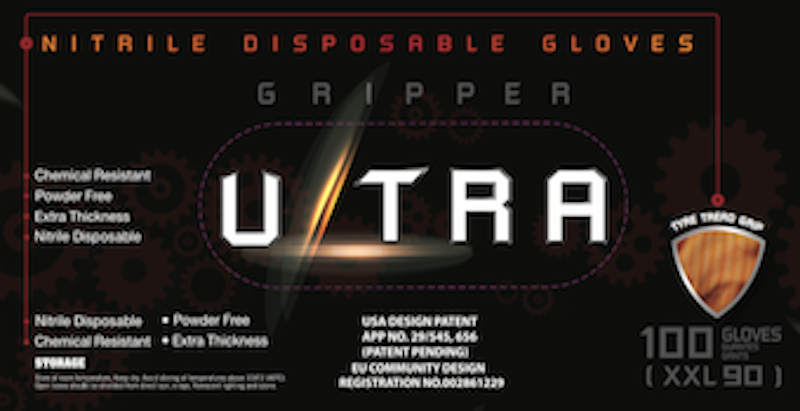 NITRILE DISPOSABLE GLOVES
GRIPPER
ULTRA
Chemical Resistant
Powder Free
Extra Thickness
Nitrile Disposable
TYRE TREAD GRIP
Nitrile Disposable • Powder Free
Chemical Resistant • Extra Thickness
STORAGE
USA DESIGN PATENT
APP NO. 29/545, 656
(PATENT PENDING)
EU COMMUNITY DESIGN
REGISTRATION NO.002861229
100 GLOVES
( XXL 90 )